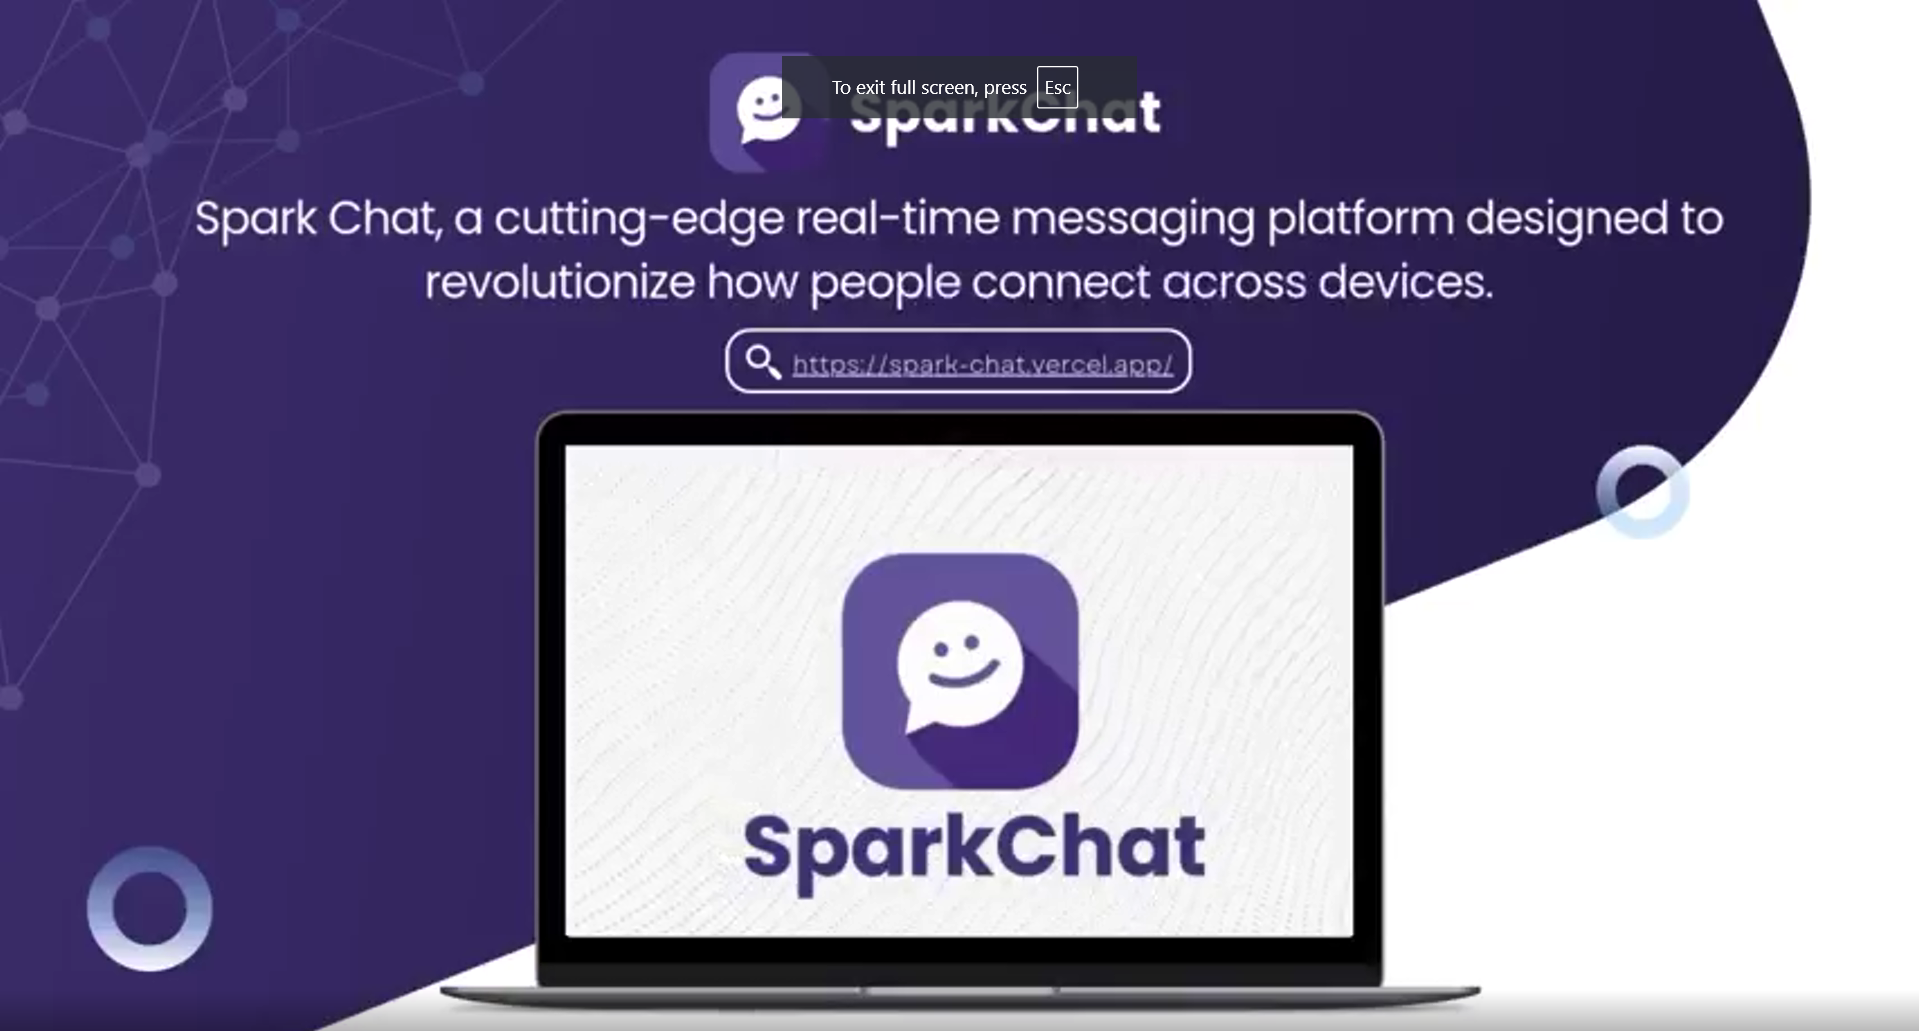 To exit full screen, press Esc
SparkChat
Spark Chat, a cutting-edge real-time messaging platform designed to
revolutionize how people connect across devices.
https://spark-chat.vercel.app/
SparkChat